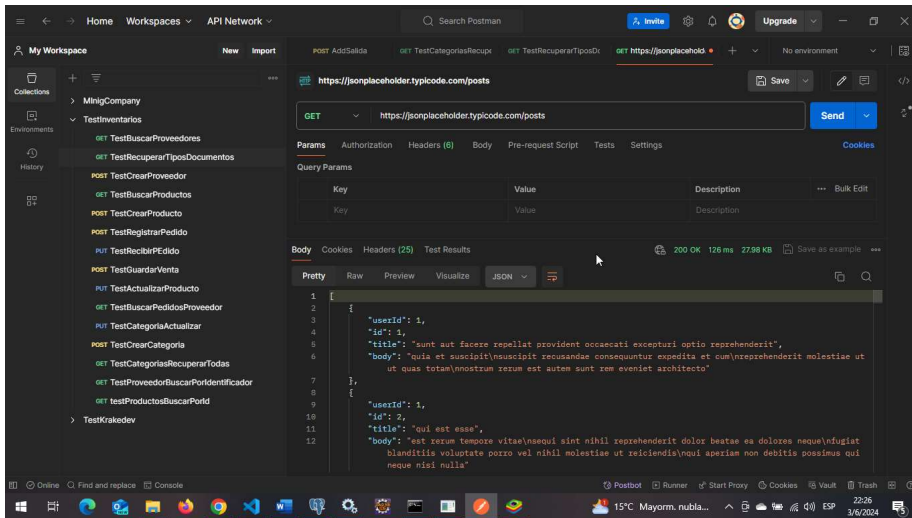 Home Workspaces API Network Search Postman Invite Upgrade
My Workspace New Import POST AddSalida GET TestCategoriasRecupe GET TestRecuperarTiposDo GET https://jsonplacehold. No environment
Collections
Environments
History
MInigCompany
TestInventarios
GET TestBuscarProveedores
GET TestRecuperarTiposDocumentos
POST TestCrearProveedor
GET TestBuscarProductos
POST TestCrearProducto
POST TestRegistrarPedido
PUT TestRecibirPEdido
POST TestGuardarVenta
PUT TestActualizarProducto
GET TestBuscarPedidosProveedor
PUT TestCategoriaActualizar
POST TestCrearCategoria
GET TestCategoriasRecuperarTodas
GET TestProveedorBuscarPorIdentificador
GET testProductosBuscarPorId
TestKrakedev
HTTP https://jsonplaceholder.typicode.com/posts Save
GET https://jsonplaceholder.typicode.com/posts Send
Params Authorization Headers (6) Body Pre-request Script Tests Settings Cookies
Query Params
Key Value Description Bulk Edit
Key Value Description
Body Cookies Headers (25) Test Results 200 OK 126 ms 27.98 KB Save as example
Pretty Raw Preview Visualize JSON
1 [
2 {
3 "userId": 1,
4 "id": 1,
5 "title": "sunt aut facere repellat provident occaecati excepturi optio reprehenderit",
6 "body": "quia et suscipit\nsuscipit recusandae consequuntur expedita et cum\nreprehenderit molestiae ut
ut quas totam\nnostrum rerum est autem sunt rem eveniet architecto"
7 },
8 {
9 "userId": 1,
10 "id": 2,
11 "title": "qui est esse",
12 "body": "est rerum tempore vitae\nsequi sint nihil reprehenderit dolor beatae ea dolores neque\nfugiat
blanditiis voluptate porro vel nihil molestiae ut reiciendis\nqui aperiam non debitis possimus qui
neque nisi nulla"
Online Find and replace Console Postbot Runner Start Proxy Cookies Vault Trash
15°C Mayorm. nubla... ESP 22:26
3/6/2024